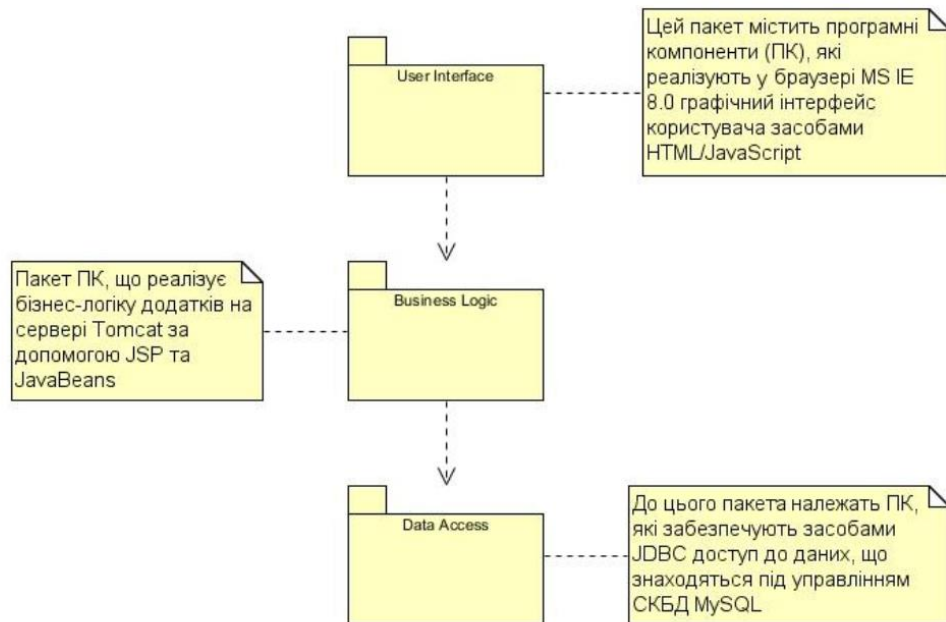 User Interface
Цей пакет містить програмні
компоненти (ПК), які
реалізують у браузері MS IE
8.0 графічний інтерфейс
користувача засобами
HTML/JavaScript
Пакет ПК, що реалізує
бізнес-логіку додатків на
сервері Tomcat за
допомогою JSP та
JavaBeans
Business Logic
Data Access
До цього пакета належать ПК,
які забезпечують засобами
JDBC доступ до даних, що
знаходяться під управлінням
СКБД MySQL